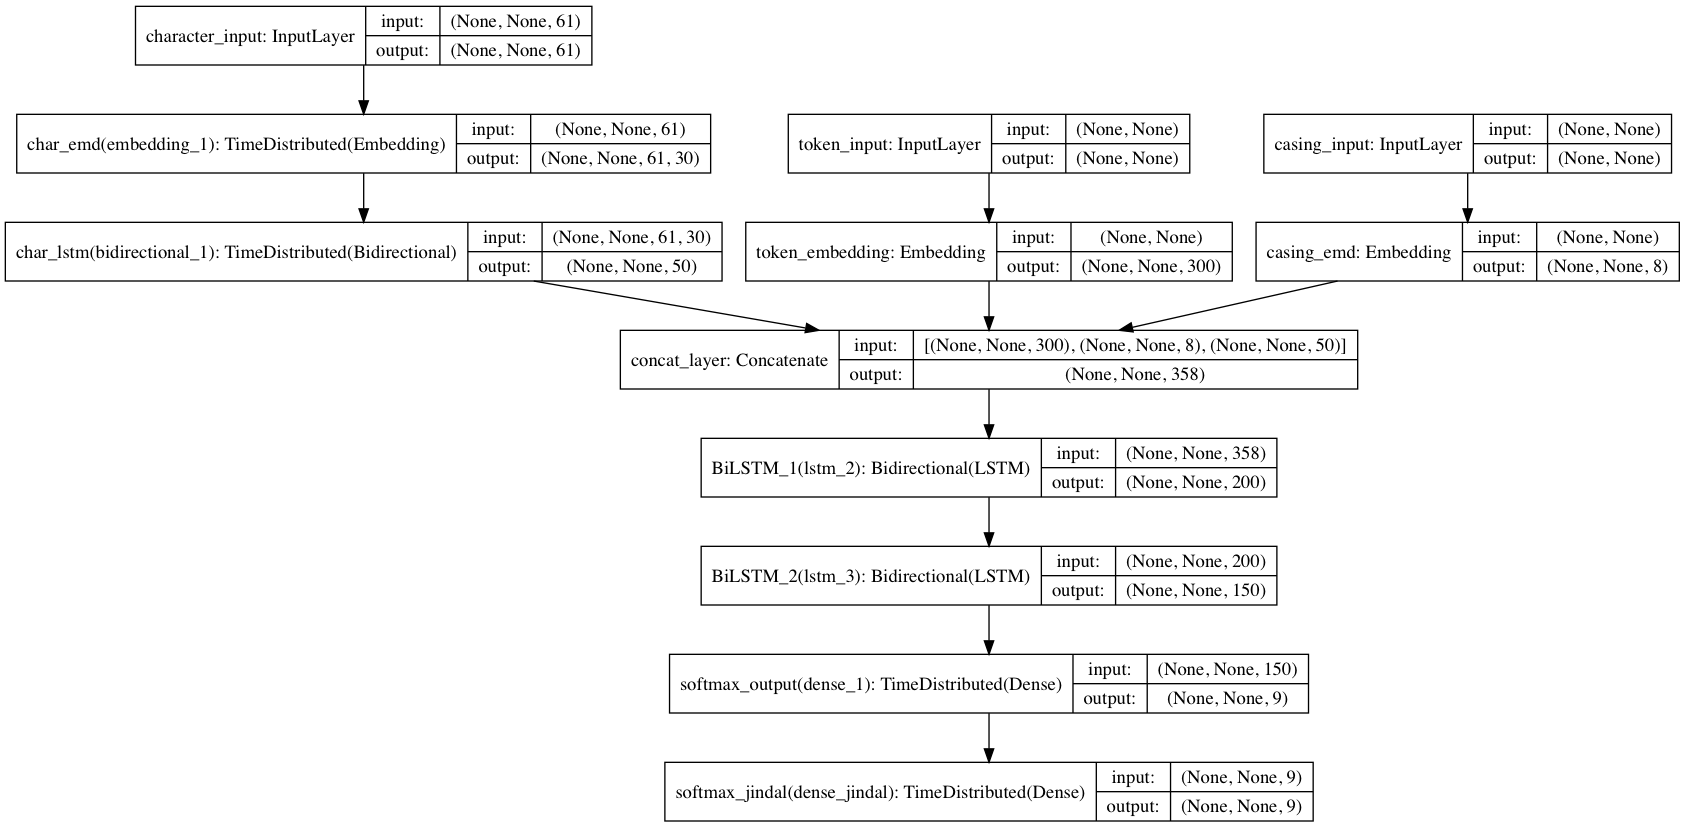 character_input: InputLayer
input: (None, None, 61)
output: (None, None, 61)
char_emd(embedding_1): TimeDistributed(Embedding)
input: (None, None, 61)
output: (None, None, 61, 30)
token_input: InputLayer
input: (None, None)
output: (None, None)
casing_input: InputLayer
input: (None, None)
output: (None, None)
char_lstm(bidirectional_1): TimeDistributed(Bidirectional)
input: (None, None, 61, 30)
output: (None, None, 50)
token_embedding: Embedding
input: (None, None)
output: (None, None, 300)
casing_emd: Embedding
input: (None, None)
output: (None, None, 8)
concat_layer: Concatenate
input: [(None, None, 300), (None, None, 8), (None, None, 50)]
output: (None, None, 358)
BiLSTM_1(lstm_2): Bidirectional(LSTM)
input: (None, None, 358)
output: (None, None, 200)
BiLSTM_2(lstm_3): Bidirectional(LSTM)
input: (None, None, 200)
output: (None, None, 150)
softmax_output(dense_1): TimeDistributed(Dense)
input: (None, None, 150)
output: (None, None, 9)
softmax_jindal(dense_jindal): TimeDistributed(Dense)
input: (None, None, 9)
output: (None, None, 9)